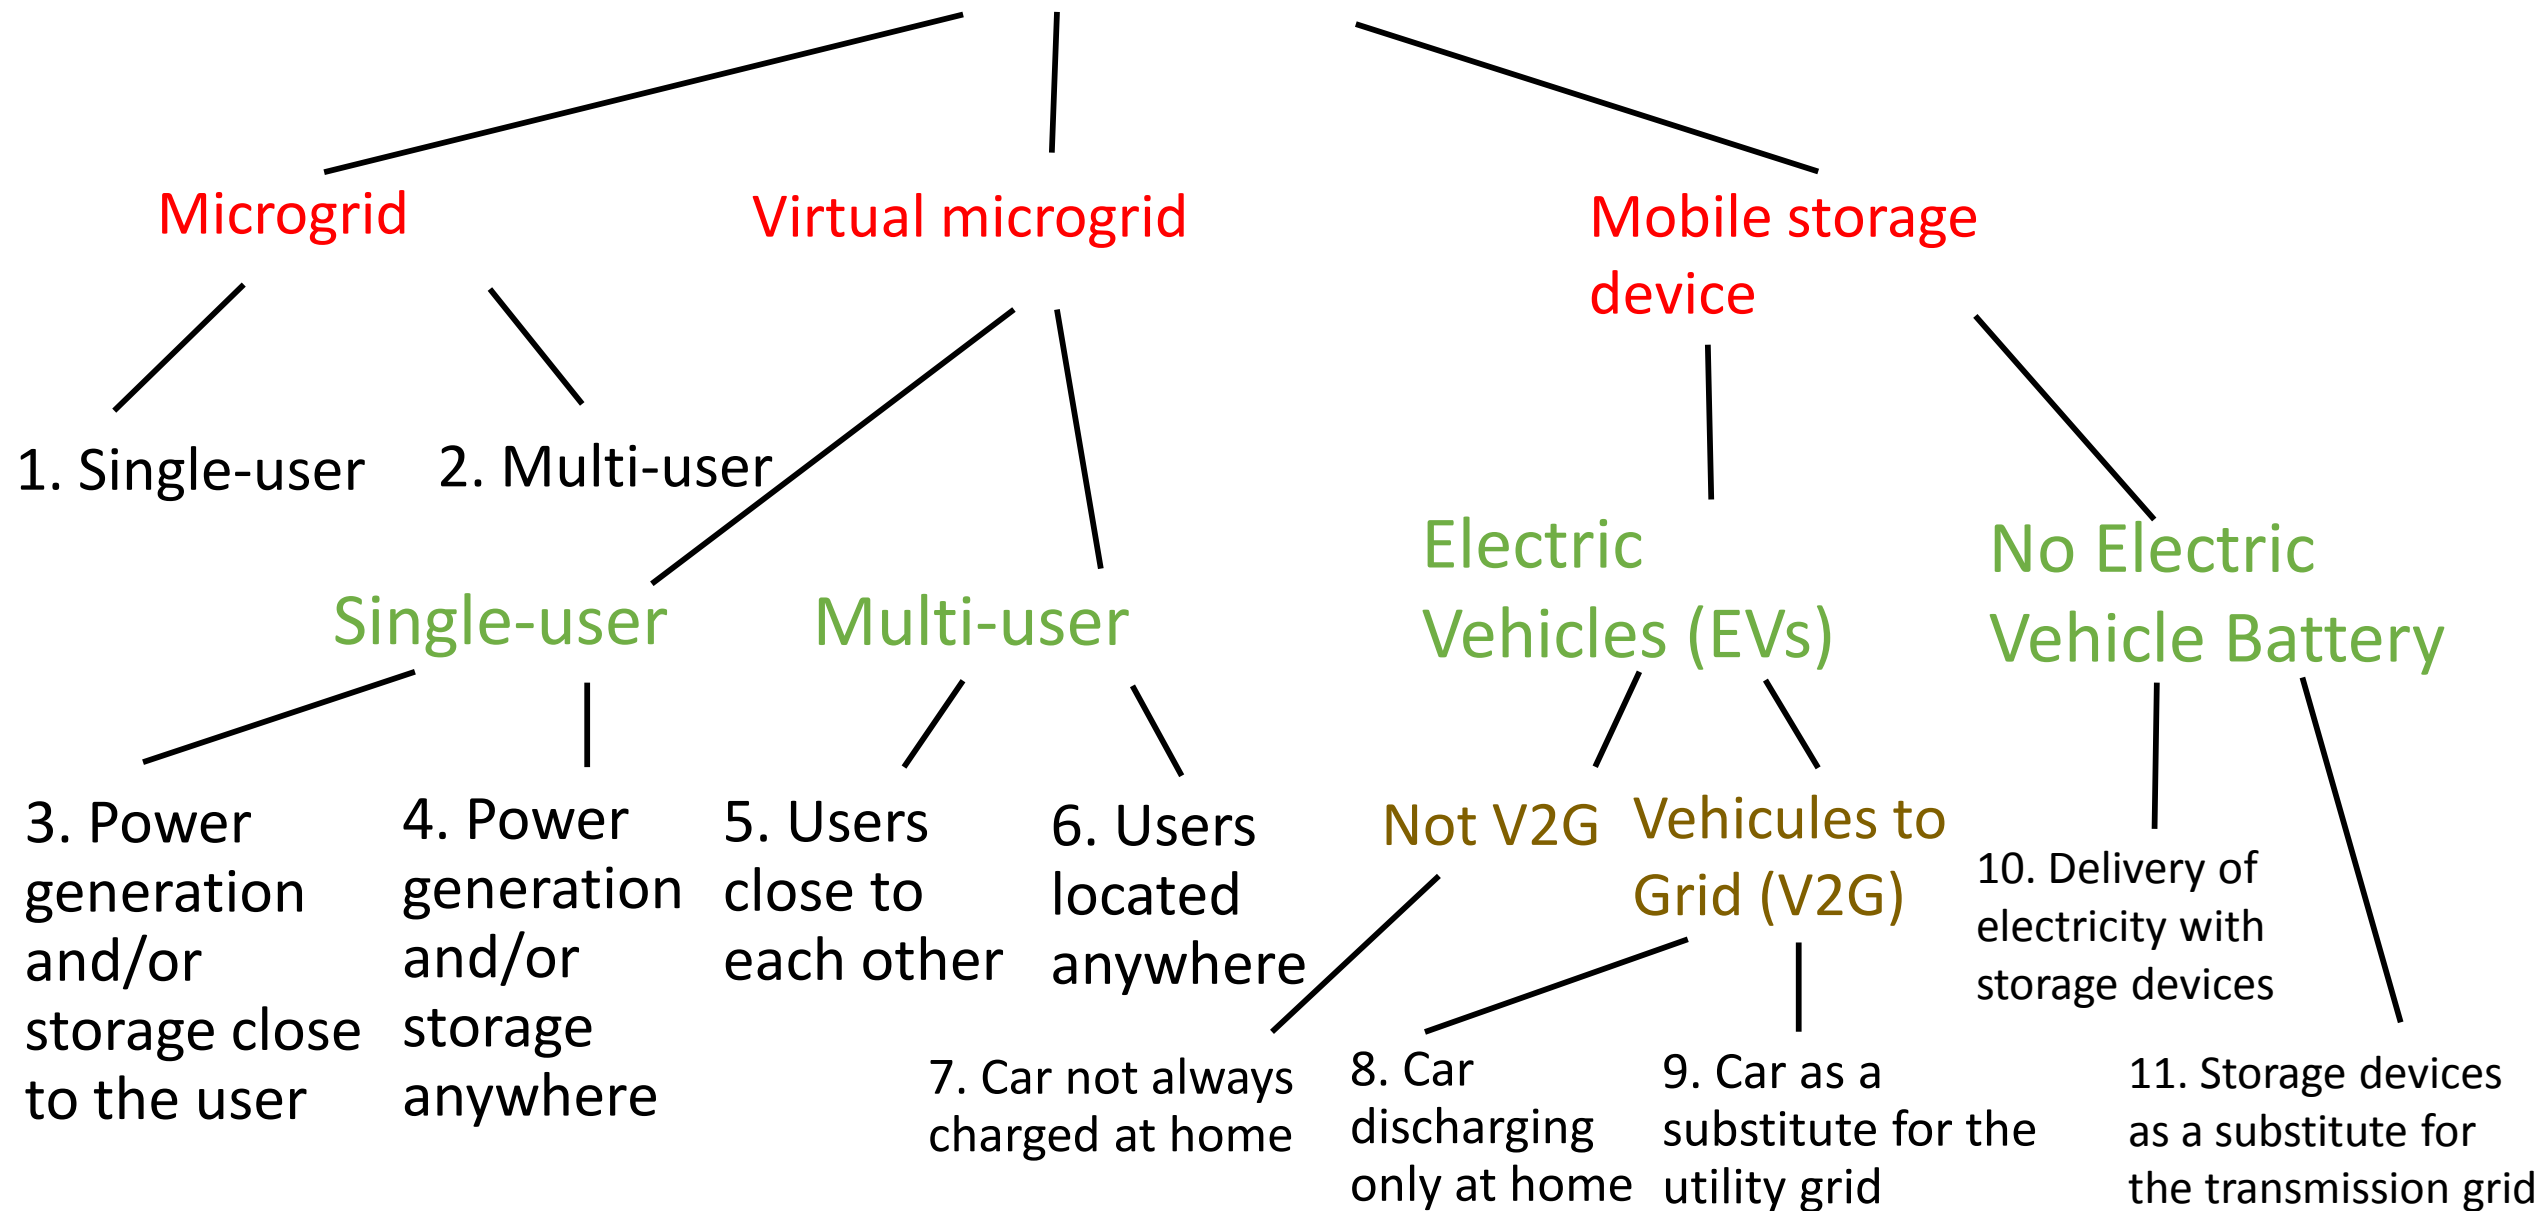 Microgrid
Virtual microgrid
Mobile storage
device
1. Single-user
2. Multi-user
Single-user
Multi-user
Electric
Vehicles (EVs)
No Electric
Vehicle Battery
3. Power
generation
and/or
storage close
to the user
4. Power
generation
and/or
storage
anywhere
5. Users
close to
each other
6. Users
located
anywhere
Not V2G
Vehicules to
Grid (V2G)
7. Car not always
charged at home
8. Car
discharging
only at home
9. Car as a
substitute for the
utility grid
10. Delivery of
electricity with
storage devices
11. Storage devices
as a substitute for
the transmission grid